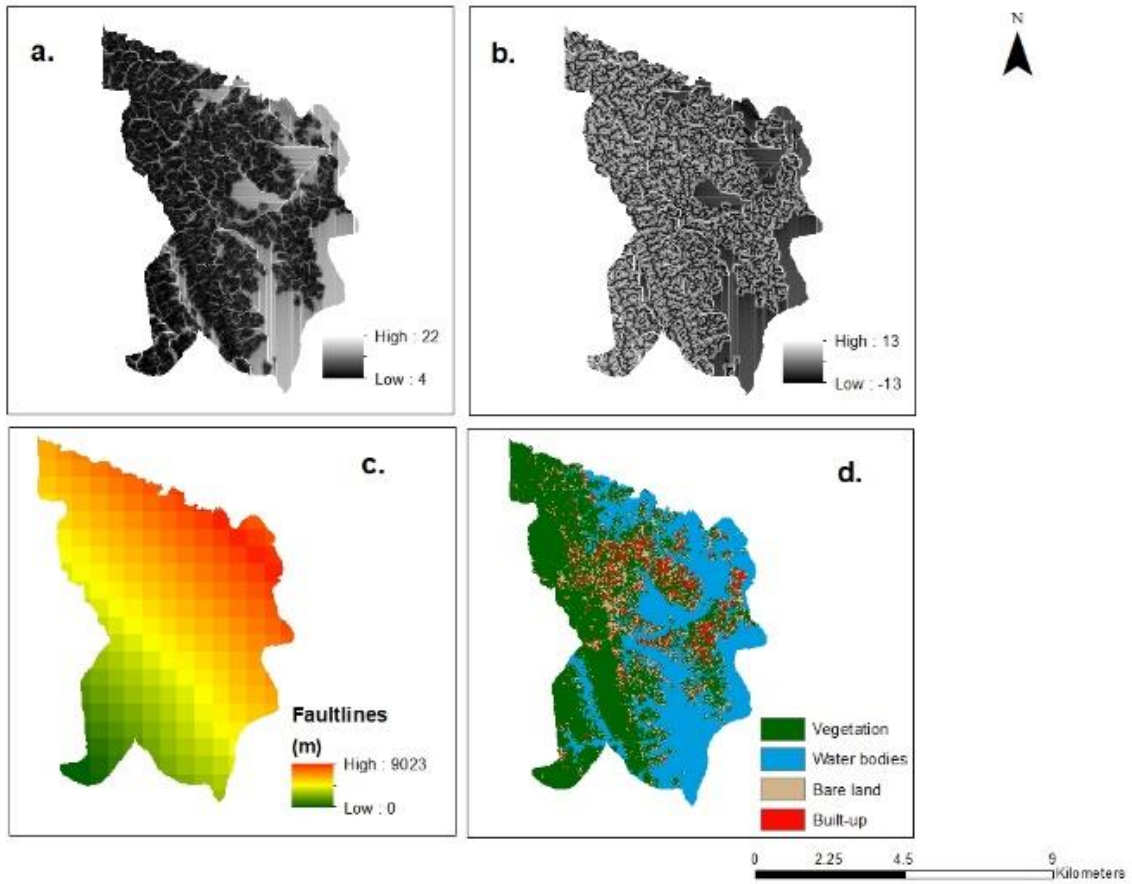 a.
High : 22
Low : 4
b.
High : 13
Low : -13
N
c.
Faultlines
(m)
High : 9023
Low : 0
d.
Vegetation
Water bodies
Bare land
Built-up
0 2.25 4.5 9
Kilometers